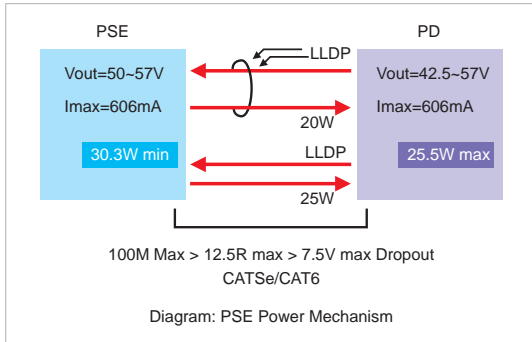 PSE
PD
LLDP
Vout=50~57V
Vout=42.5~57V
Imax=606mA
Imax=606mA
20W
30.3W min
LLDP
25.5W max
25W
100M Max > 12.5R max > 7.5V max Dropout
CATSe/CAT6
Diagram: PSE Power Mechanism